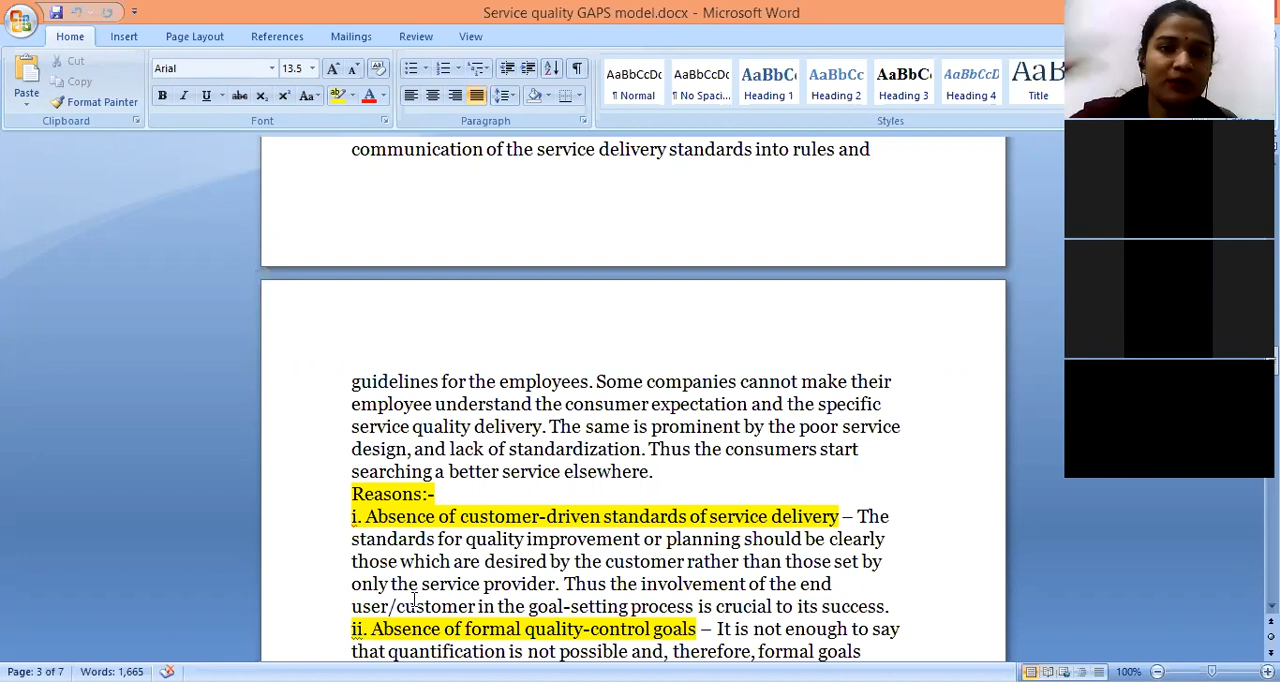 Service quality GAPS model.docx - Microsoft Word
Home Insert Page Layout References Mailings Review View
Cut
Copy
Paste
Format Painter
Clipboard
Arial 13.5
Font
Paragraph
AaBbCcDc AaBbCcDc AaBbC AaBbCc AaBbCc AaBbCcD AaB
¶ Normal ¶ No Spaci... Heading 1 Heading 2 Heading 3 Heading 4 Title
Styles
communication of the service delivery standards into rules and
guidelines for the employees. Some companies cannot make their
employee understand the consumer expectation and the specific
service quality delivery. The same is prominent by the poor service
design, and lack of standardization. Thus the consumers start
searching a better service elsewhere.
Reasons:-
i. Absence of customer-driven standards of service delivery – The
standards for quality improvement or planning should be clearly
those which are desired by the customer rather than those set by
only the service provider. Thus the involvement of the end
user/customer in the goal-setting process is crucial to its success.
ii. Absence of formal quality-control goals – It is not enough to say
that quantification is not possible and, therefore, formal goals
Page: 3 of 7 Words: 1,665 100%